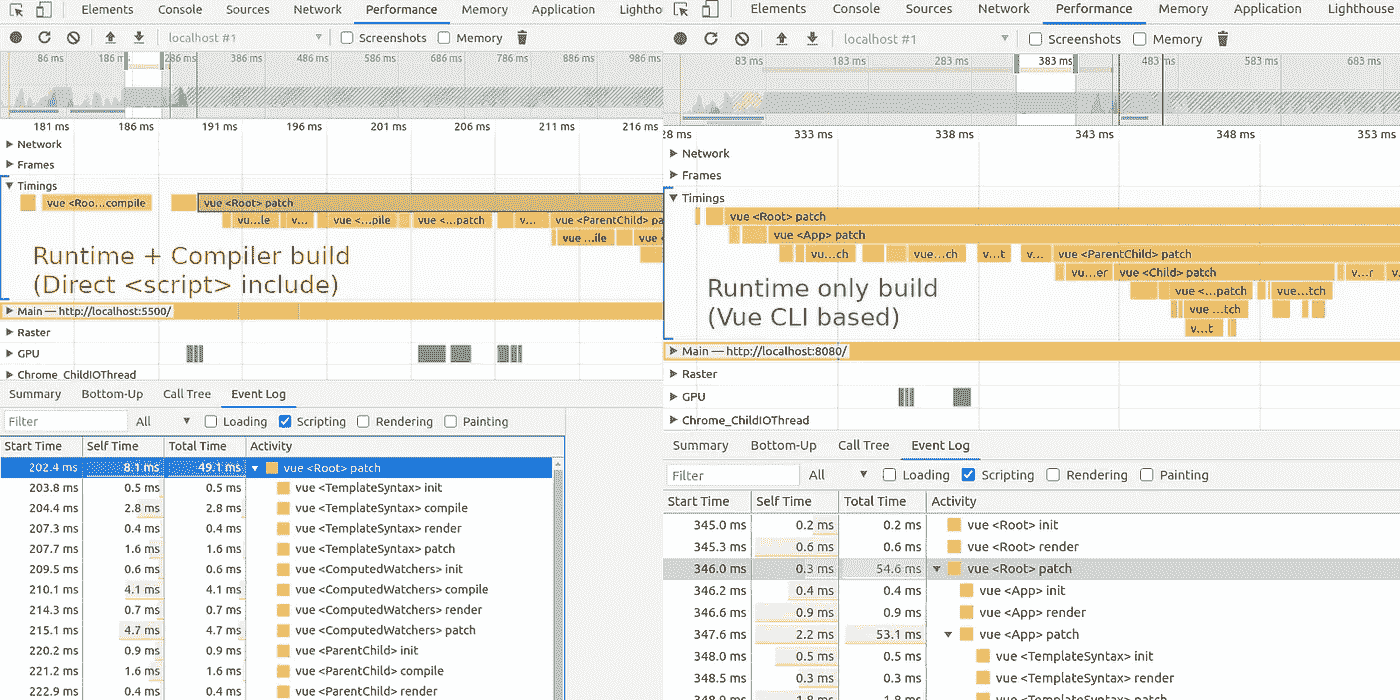 Elements Console Sources Network Performance Memory Application Lightho
localhost #1 Screenshots Memory
86 ms 186 m 286 ms 386 ms 486 ms 586 ms 686 ms 786 ms 886 ms 986 ms
181 ms 186 ms 191 ms 196 ms 201 ms 206 ms 211 ms 216 ms
Network
Frames
Timings
vue <Roo...compile vue <Root> patch
vu...le v... vue <...pile vue <...patch v... vue <ParentChild> pa
vue ...ile vue
Runtime + Compiler build
(Direct <script> include)
Main — http://localhost:5500/
Raster
GPU
Chrome_ChildIOThread
Summary Bottom-Up Call Tree Event Log
Filter All Loading Scripting Rendering Painting
Start Time Self Time Total Time Activity
202.4 ms 8.1 ms 49.1 ms vue <Root> patch
203.8 ms 0.5 ms 0.5 ms vue <TemplateSyntax> init
204.4 ms 2.8 ms 2.8 ms vue <TemplateSyntax> compile
207.3 ms 0.4 ms 0.4 ms vue <TemplateSyntax> render
207.7 ms 1.6 ms 1.6 ms vue <TemplateSyntax> patch
209.5 ms 0.6 ms 0.6 ms vue <ComputedWatchers> init
210.1 ms 4.1 ms 4.1 ms vue <ComputedWatchers> compile
214.3 ms 0.7 ms 0.7 ms vue <ComputedWatchers> render
215.1 ms 4.7 ms 4.7 ms vue <ComputedWatchers> patch
220.2 ms 0.9 ms 0.9 ms vue <ParentChild> init
221.2 ms 1.6 ms 1.6 ms vue <ParentChild> compile
222.9 ms 0.4 ms 0.4 ms vue <ParentChild> render
Elements Console Sources Network Performance Memory Application Lighthouse
localhost #1 Screenshots Memory
83 ms 183 ms 283 ms 383 ms 483 ms 583 ms 683 ms
28 ms 333 ms 338 ms 343 ms 348 ms 353 ms
Network
Frames
Timings
vue <Root> patch
vue <App> patch
vu...ch vue...ch v...t v... vue <ParentChild> patch
vu...er vue <Child> patch v...r v.
vue <...patch vue...tch
vue ...tch
v...t
Runtime only build
(Vue CLI based)
Main — http://localhost:8080/
Raster
GPU
Chrome_ChildIOThread
Summary Bottom-Up Call Tree Event Log
Filter All Loading Scripting Rendering Painting
Start Time Self Time Total Time Activity
345.0 ms 0.2 ms 0.2 ms vue <Root> init
345.3 ms 0.6 ms 0.6 ms vue <Root> render
346.0 ms 0.3 ms 54.6 ms vue <Root> patch
346.2 ms 0.4 ms 0.4 ms vue <App> init
346.6 ms 0.9 ms 0.9 ms vue <App> render
347.6 ms 2.2 ms 53.1 ms vue <App> patch
348.0 ms 0.5 ms 0.5 ms vue <TemplateSyntax> init
348.5 ms 0.3 ms 0.3 ms vue <TemplateSyntax> render
348.9 ms 1.8 ms 1.8 ms vue <TemplateSyntax> patch